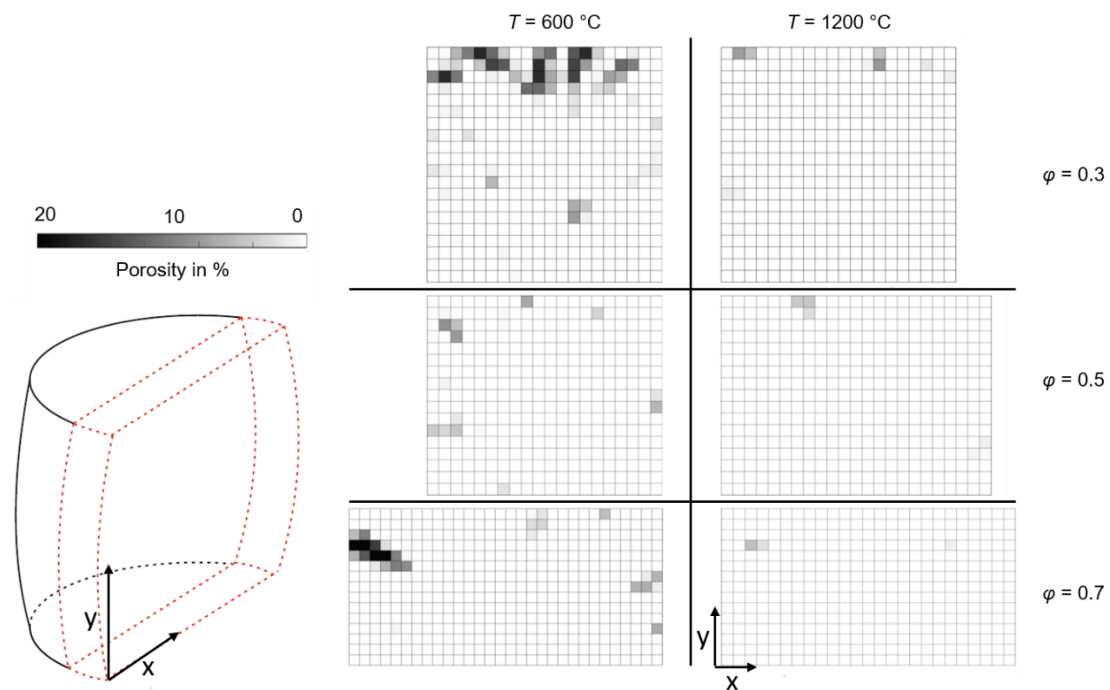 T = 600 °C
T = 1200 °C
φ = 0.3
20 10 0
Porosity in %
φ = 0.5
φ = 0.7
y
x
y
x